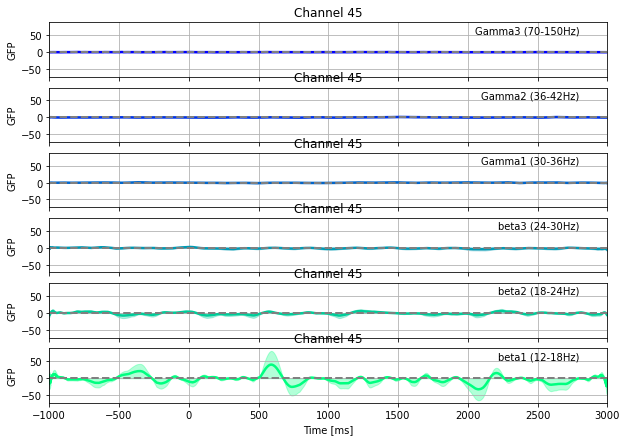 Channel 45
Gamma3 (70-150Hz)
GFP
50
0
−50
Channel 45
Gamma2 (36-42Hz)
GFP
50
0
−50
Channel 45
Gamma1 (30-36Hz)
GFP
50
0
−50
Channel 45
beta3 (24-30Hz)
GFP
50
0
−50
Channel 45
beta2 (18-24Hz)
GFP
50
0
−50
Channel 45
beta1 (12-18Hz)
GFP
50
0
−50
−1000 −500 0 500 1000 1500 2000 2500 3000
Time [ms]